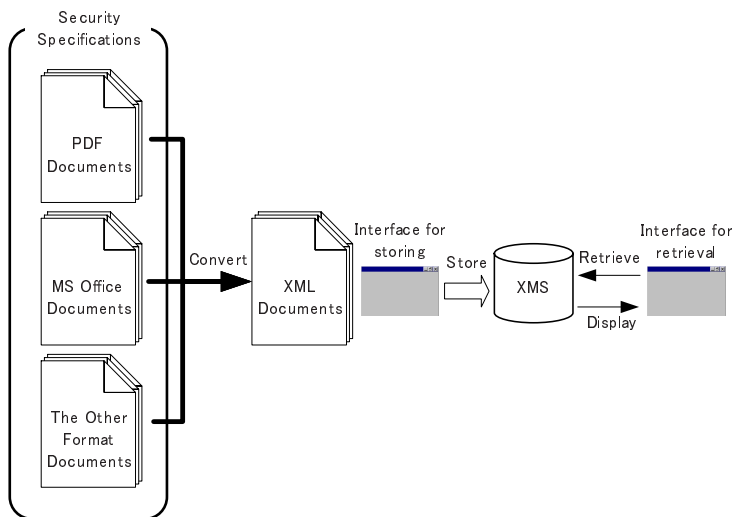 Security
Specifications
PDF
Documents
MS Office
Documents
The Other
Format
Documents
Convert
XML
Documents
Interface for
storing
Store
XMS
Retrieve
Display
Interface for
retrieval